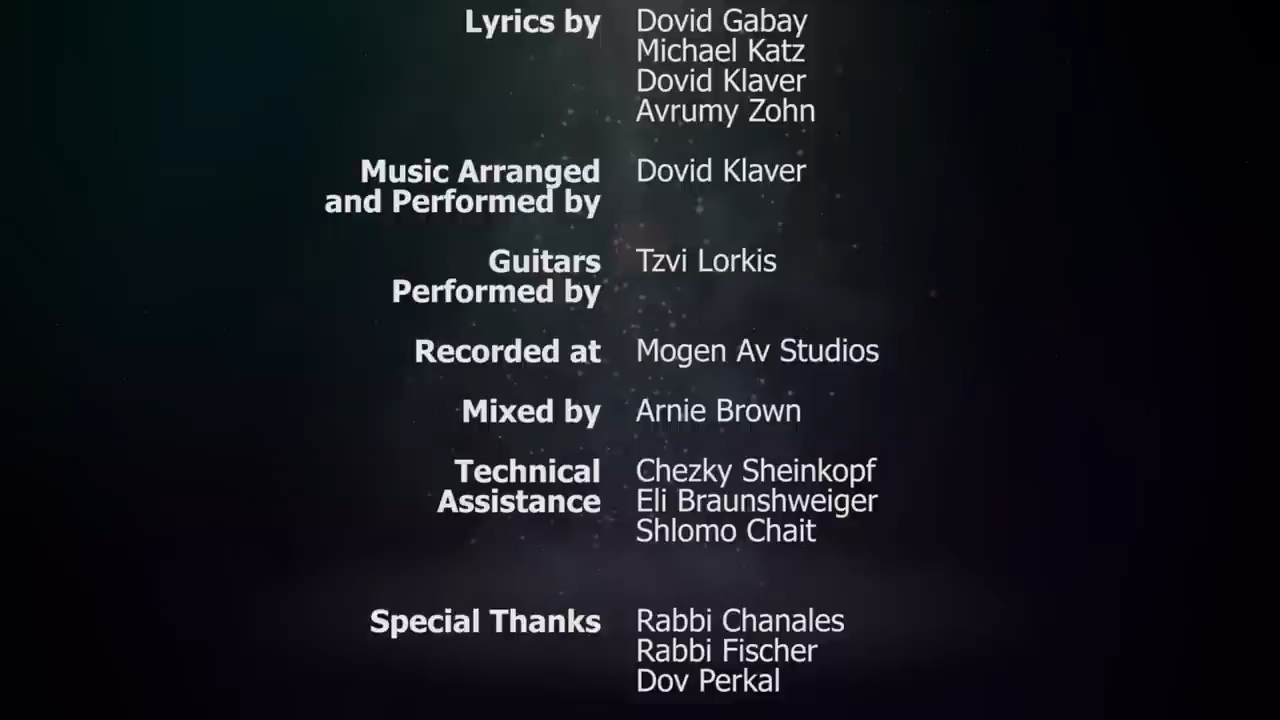 Lyrics by Dovid Gabay
Michael Katz
Dovid Klaver
Avrumy Zohn
Music Arranged Dovid Klaver
and Performed by
Guitars Tzvi Lorkis
Performed by
Recorded at Mogen Av Studios
Mixed by Arnie Brown
Technical Chezky Sheinkopf
Assistance Eli Braunshweiger
Shlomo Chait
Special Thanks Rabbi Chanales
Rabbi Fischer
Dov Perkal